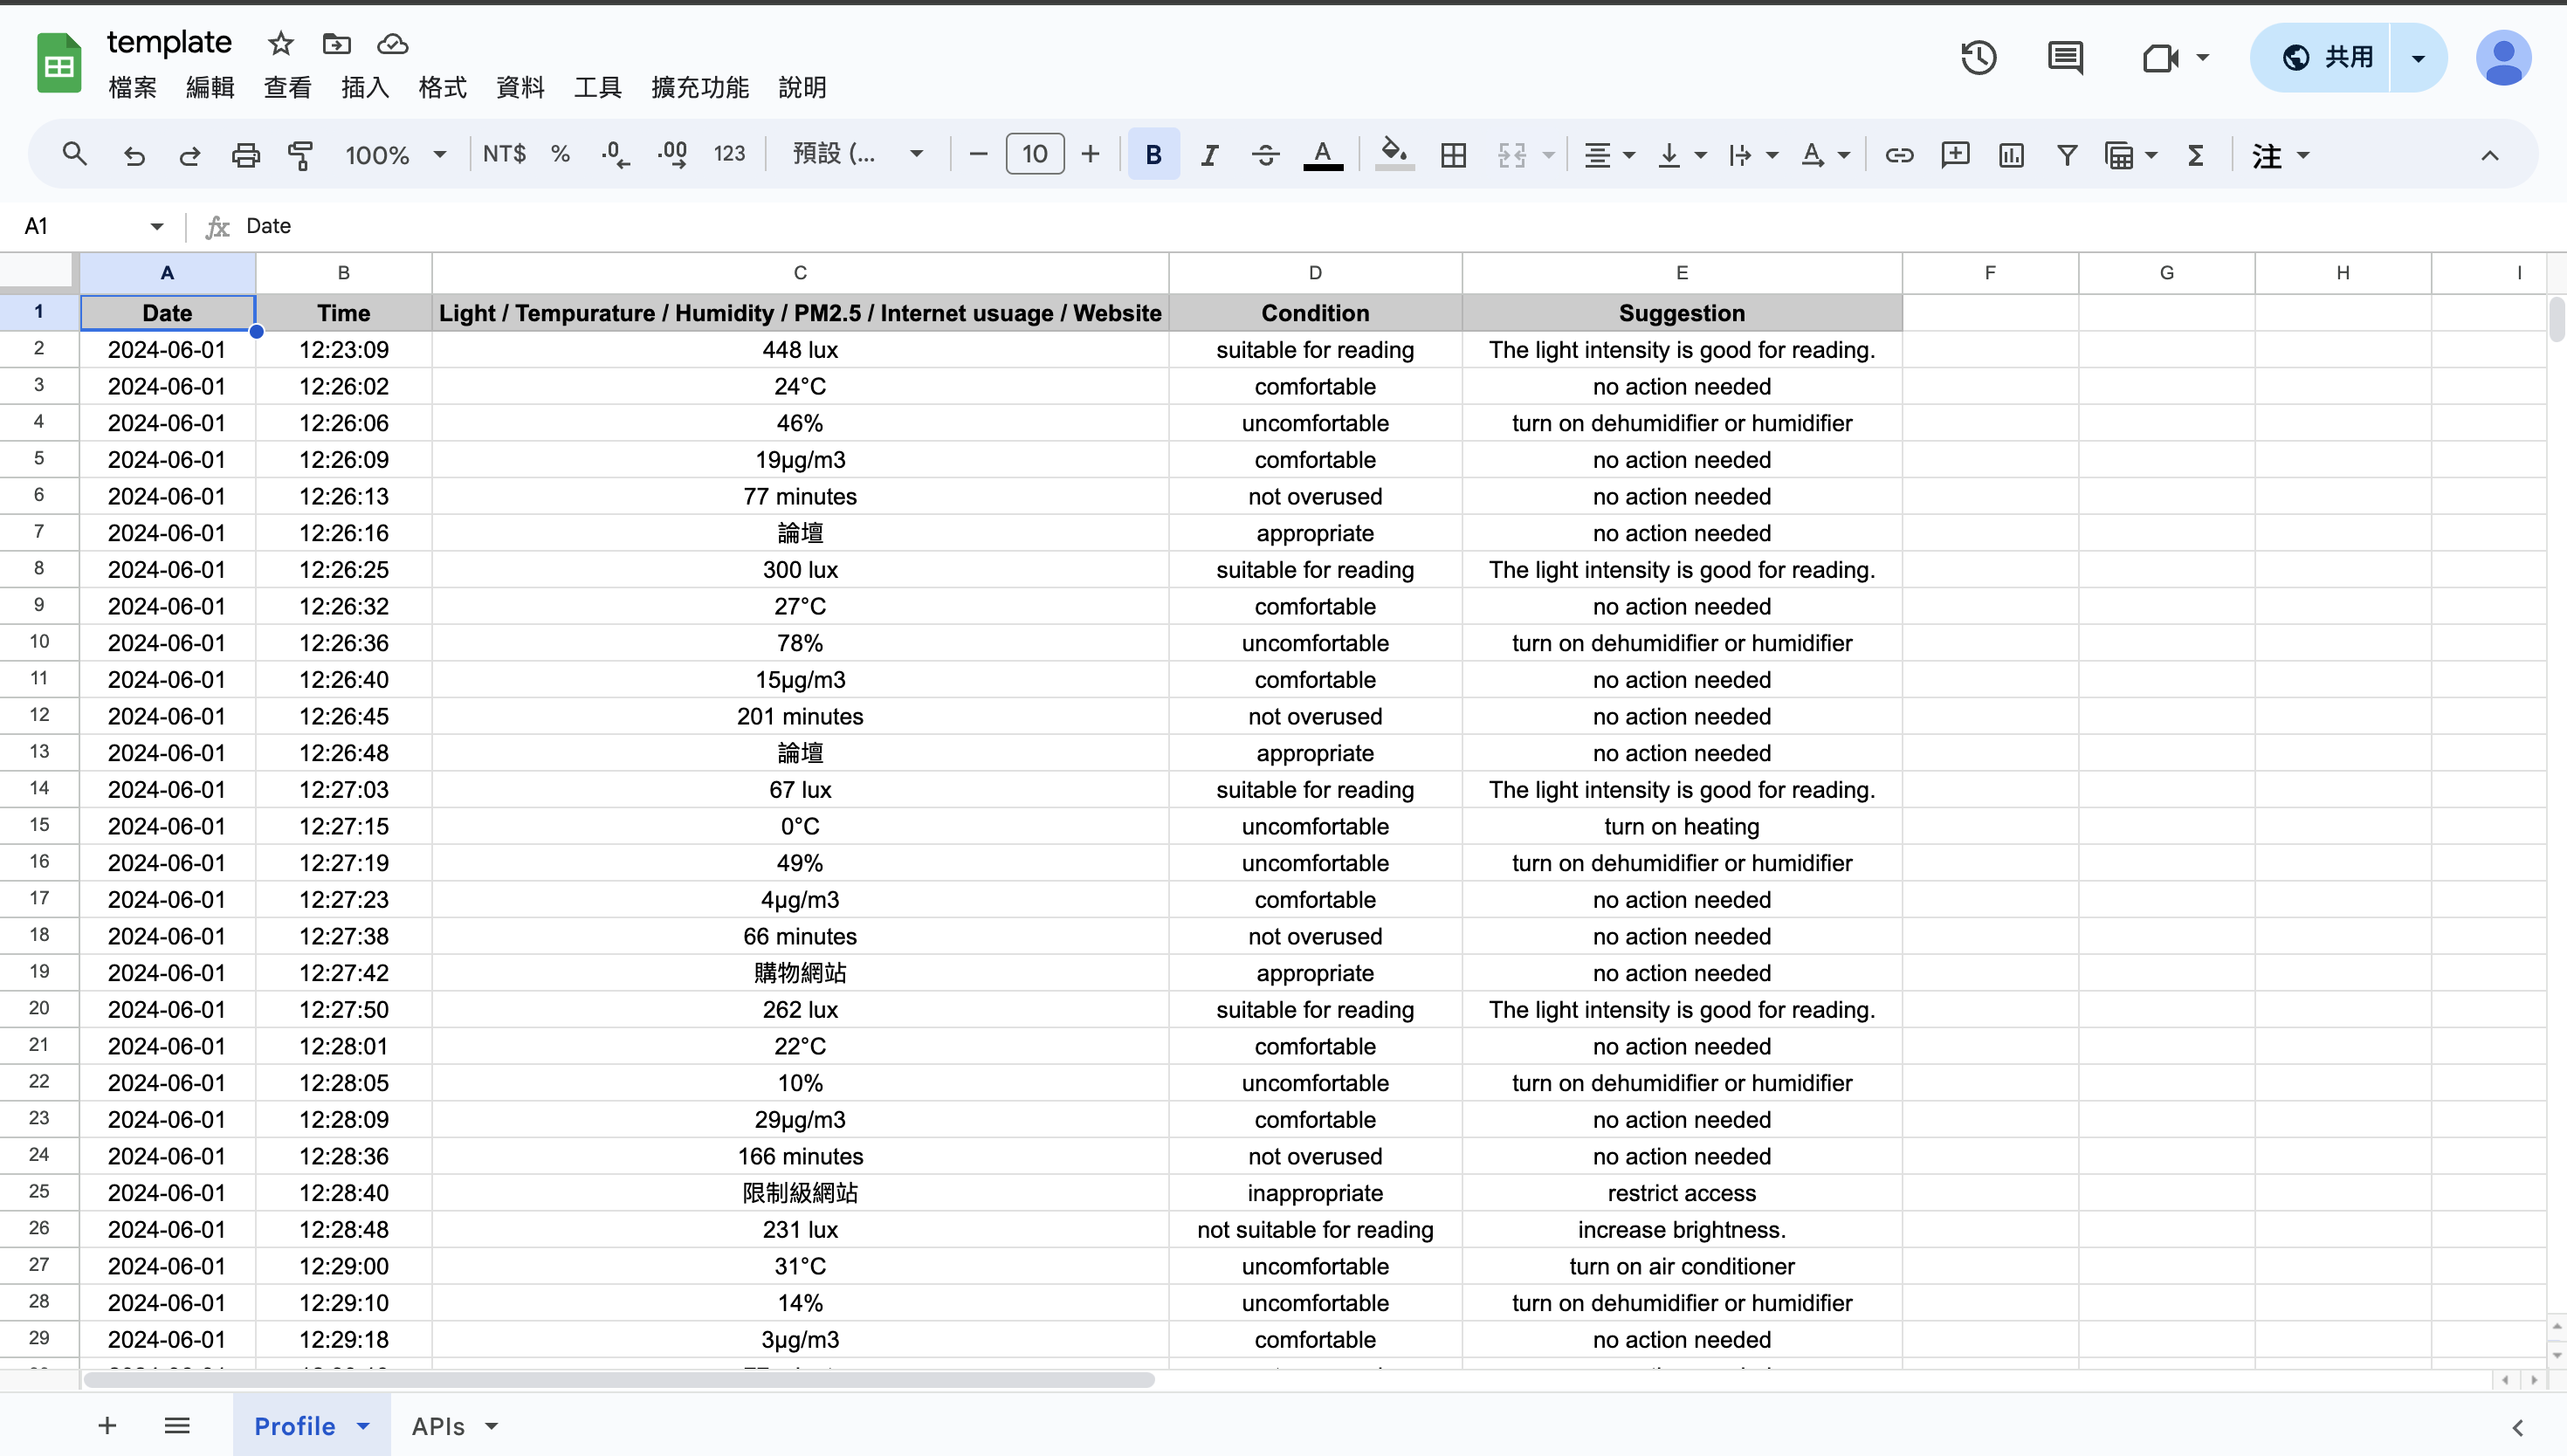 template
檔案 編輯 查看 插入 格式 資料 工具 擴充功能 說明
共用
100% NT$ % .0 .00 123 預設 (... 10 B I A 注
A1 fx Date
A B C D E F G H I
1 Date Time Light / Tempurature / Humidity / PM2.5 / Internet usuage / Website Condition Suggestion
2 2024-06-01 12:23:09 448 lux suitable for reading The light intensity is good for reading.
3 2024-06-01 12:26:02 24°C comfortable no action needed
4 2024-06-01 12:26:06 46% uncomfortable turn on dehumidifier or humidifier
5 2024-06-01 12:26:09 19μg/m3 comfortable no action needed
6 2024-06-01 12:26:13 77 minutes not overused no action needed
7 2024-06-01 12:26:16 論壇 appropriate no action needed
8 2024-06-01 12:26:25 300 lux suitable for reading The light intensity is good for reading.
9 2024-06-01 12:26:32 27°C comfortable no action needed
10 2024-06-01 12:26:36 78% uncomfortable turn on dehumidifier or humidifier
11 2024-06-01 12:26:40 15μg/m3 comfortable no action needed
12 2024-06-01 12:26:45 201 minutes not overused no action needed
13 2024-06-01 12:26:48 論壇 appropriate no action needed
14 2024-06-01 12:27:03 67 lux suitable for reading The light intensity is good for reading.
15 2024-06-01 12:27:15 0°C uncomfortable turn on heating
16 2024-06-01 12:27:19 49% uncomfortable turn on dehumidifier or humidifier
17 2024-06-01 12:27:23 4μg/m3 comfortable no action needed
18 2024-06-01 12:27:38 66 minutes not overused no action needed
19 2024-06-01 12:27:42 購物網站 appropriate no action needed
20 2024-06-01 12:27:50 262 lux suitable for reading The light intensity is good for reading.
21 2024-06-01 12:28:01 22°C comfortable no action needed
22 2024-06-01 12:28:05 10% uncomfortable turn on dehumidifier or humidifier
23 2024-06-01 12:28:09 29μg/m3 comfortable no action needed
24 2024-06-01 12:28:36 166 minutes not overused no action needed
25 2024-06-01 12:28:40 限制級網站 inappropriate restrict access
26 2024-06-01 12:28:48 231 lux not suitable for reading increase brightness.
27 2024-06-01 12:29:00 31°C uncomfortable turn on air conditioner
28 2024-06-01 12:29:10 14% uncomfortable turn on dehumidifier or humidifier
29 2024-06-01 12:29:18 3μg/m3 comfortable no action needed
Profile APIs